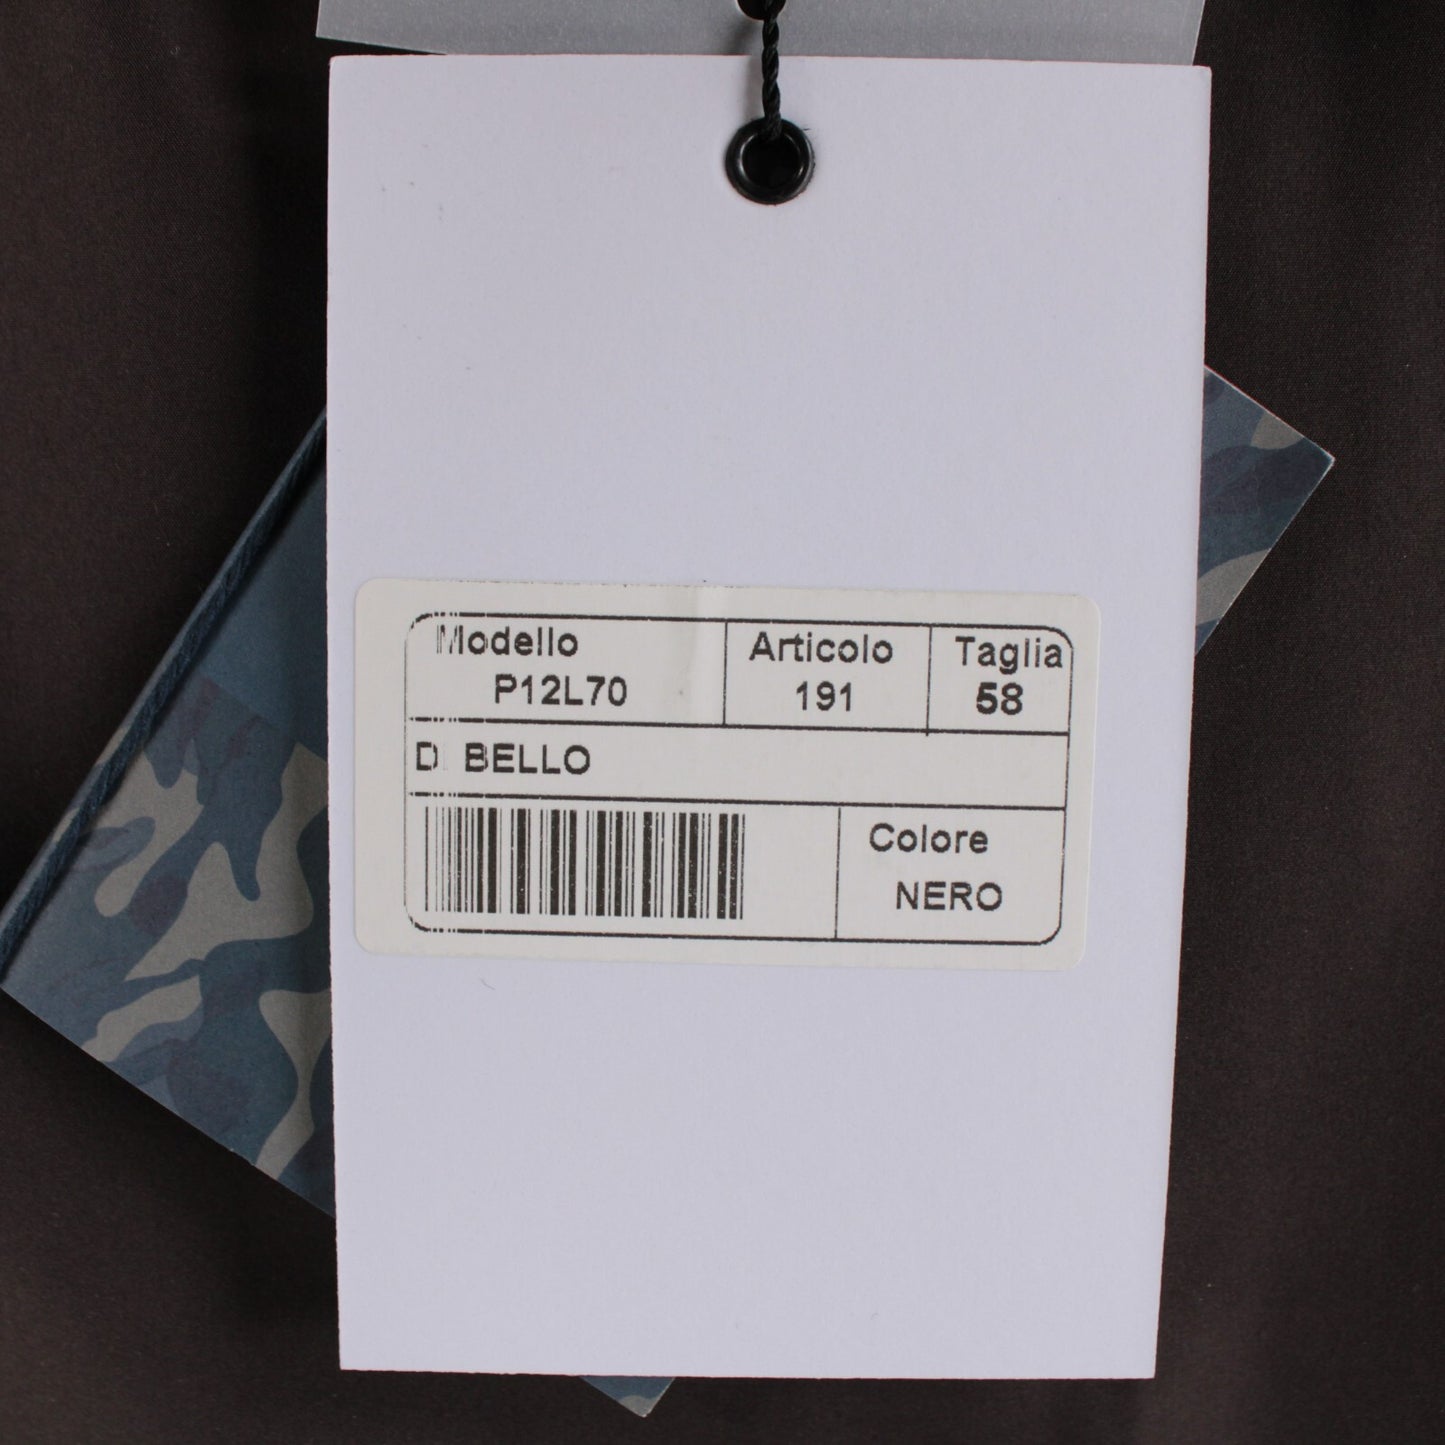 Modello Articolo Taglia
P12L70 191 58
D. BELLO
Colore
NERO